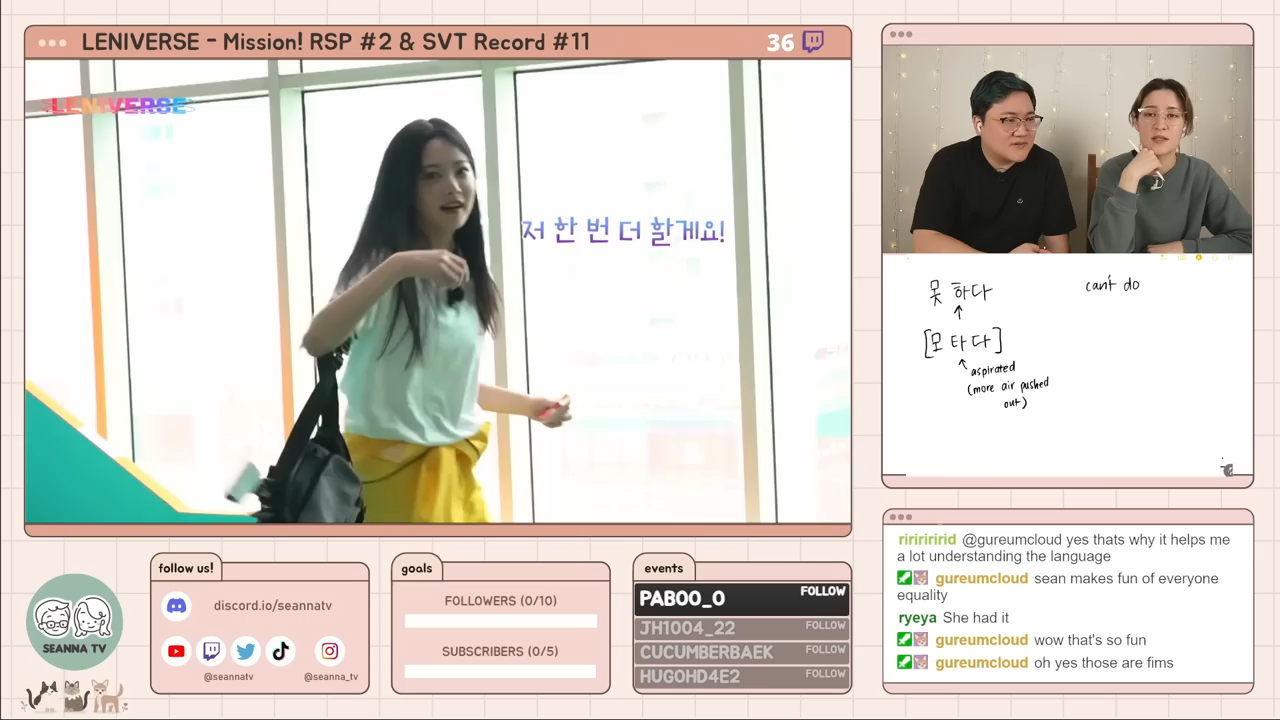 LENIVERSE - Mission! RSP #2 & SVT Record #11
36
LENIVERSE
저 한 번 더 할게요!
못 하다
can't do
[모 타 다]
aspirated
(more air pushed
out)
follow us!
discord.io/seannatv
@seannatv
@seanna_tv
SEANNA TV
goals
FOLLOWERS (0/10)
SUBSCRIBERS (0/5)
events
PABOO_O FOLLOW
JH1004_22 FOLLOW
CUCUMBERBAEK FOLLOW
HUGOHD4E2 FOLLOW
riririririd @gureumcloud yes thats why it helps me
a lot understanding the language
gureumcloud sean makes fun of everyone
equality
ryeya She had it
gureumcloud wow that's so fun
gureumcloud oh yes those are fims